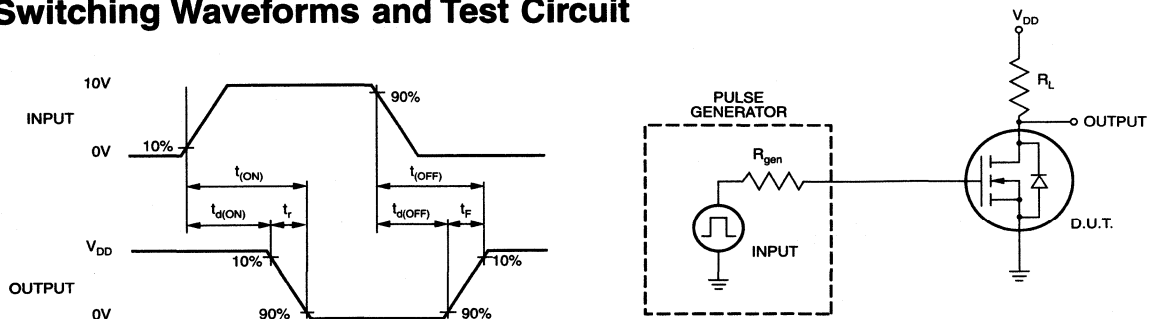 Switching Waveforms and Test Circuit
10V
INPUT
90%
10%
0V
t(ON)
t(OFF)
td(ON)
tr
td(OFF)
tF
VDD
10%
10%
OUTPUT
0V
90%
90%
PULSE
GENERATOR
Rgen
INPUT
VDD
RL
OUTPUT
D.U.T.